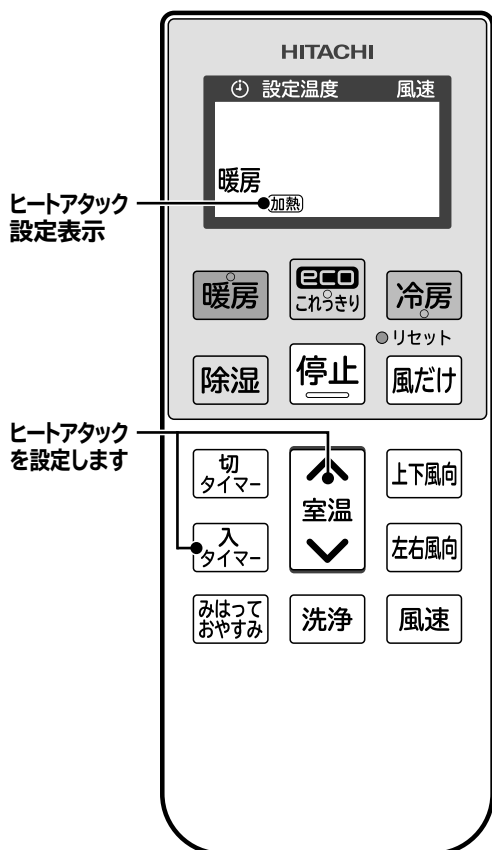 HITACHI
設定温度 風速
暖房
加熱
ヒートアタック
設定表示
暖房
eco
これっきり
冷房
リセット
除湿
停止
風だけ
ヒートアタック
を設定します
切
タイマー
室温
上下風向
入
タイマー
左右風向
みはって
おやすみ
洗浄
風速